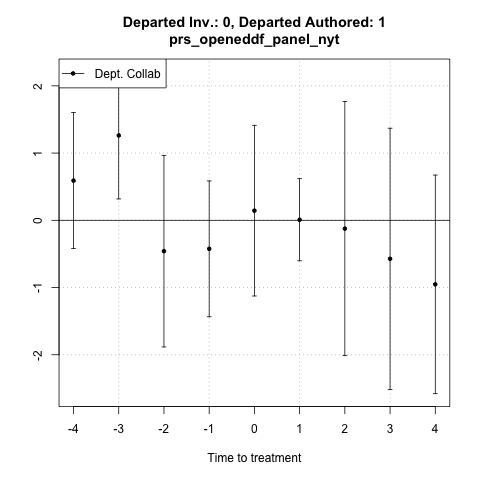 Departed Inv.: 0, Departed Authored: 1
prs_openeddf_panel_nyt
Dept. Collab
2
1
0
-1
-2
-4 -3 -2 -1 0 1 2 3 4
Time to treatment